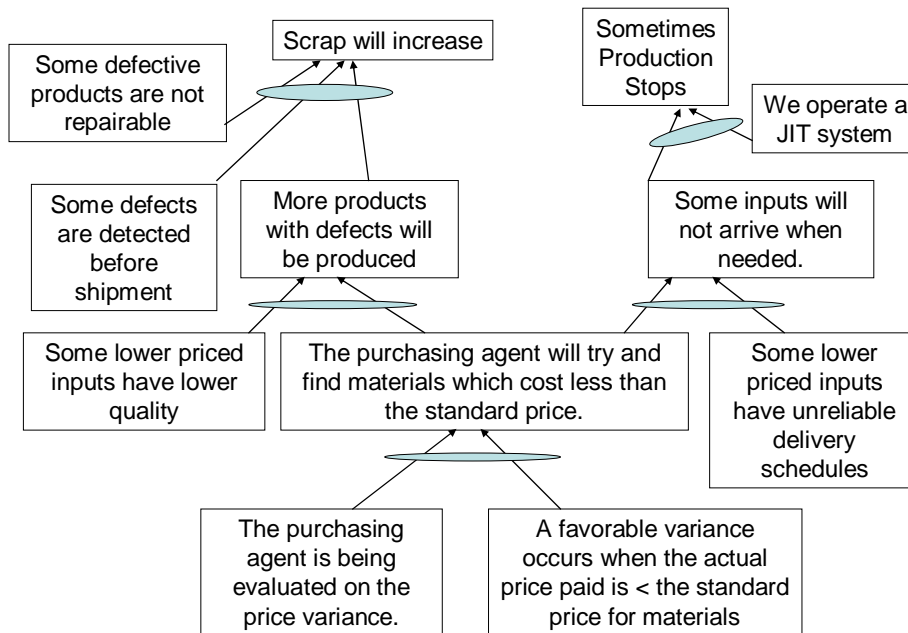 Scrap will increase
Sometimes
Production
Stops
Some defective
products are not
repairable
We operate a
JIT system
Some defects
are detected
before
shipment
More products
with defects will
be produced
Some inputs will
not arrive when
needed.
Some lower priced
inputs have lower
quality
The purchasing agent will try and
find materials which cost less than
the standard price.
Some lower
priced inputs
have unreliable
delivery
schedules
The purchasing
agent is being
evaluated on the
price variance.
A favorable variance
occurs when the actual
price paid is < the standard
price for materials